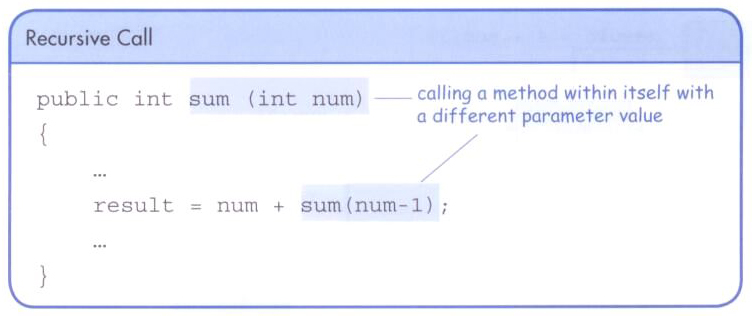 Recursive Call
public int sum (int num)
calling a method within itself with
a different parameter value
{
...
result = num + sum(num-1);
...
}